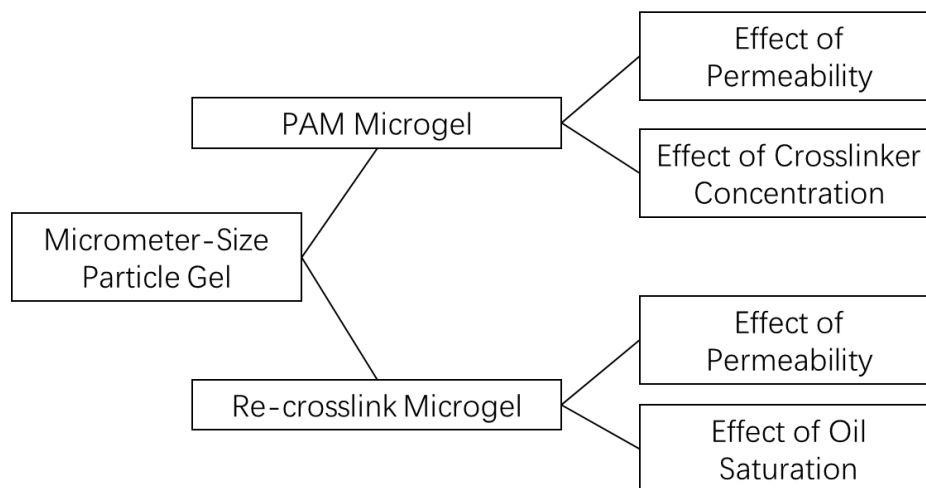 Effect of
Permeability
PAM Microgel
Effect of Crosslinker
Concentration
Micrometer-Size
Particle Gel
Effect of
Permeability
Re-crosslink Microgel
Effect of Oil
Saturation